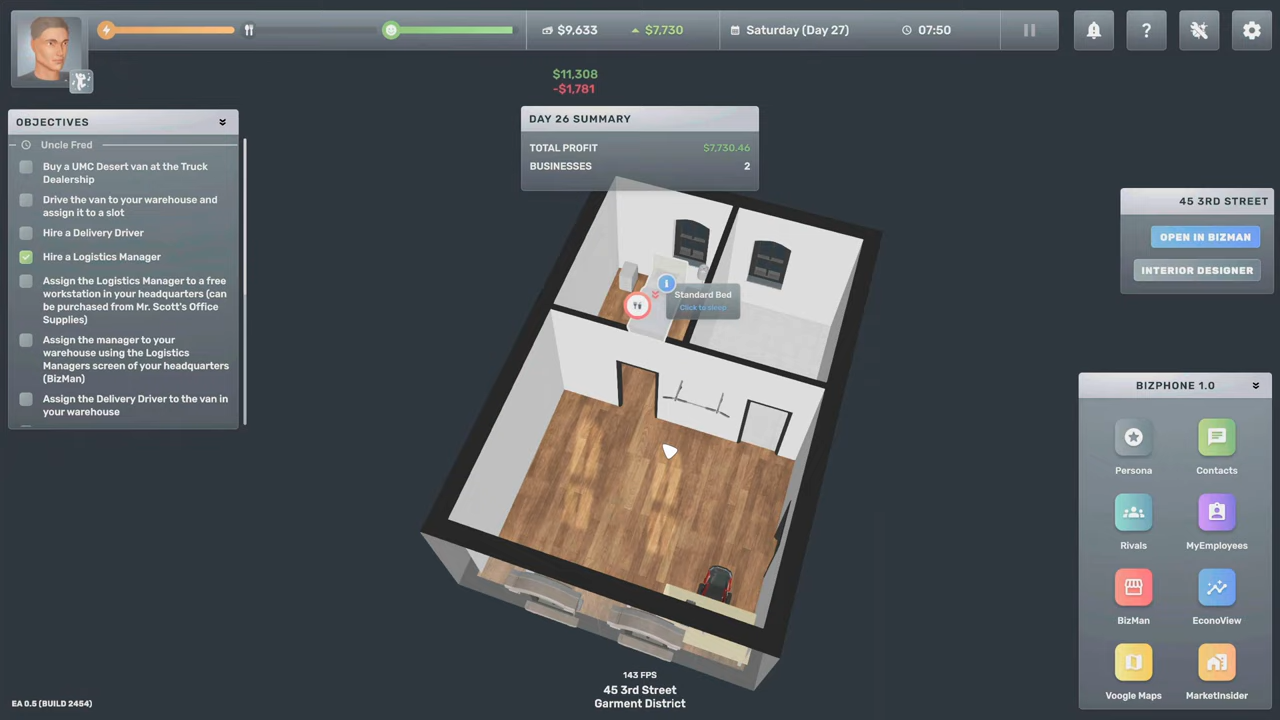 $9,633
$7,730
Saturday (Day 27)
07:50
?
$11,308
-$1,781
OBJECTIVES
Uncle Fred
Buy a UMC Desert van at the Truck
Dealership
Drive the van to your warehouse and
assign it to a slot
Hire a Delivery Driver
Hire a Logistics Manager
Assign the Logistics Manager to a free
workstation in your headquarters (can
be purchased from Mr. Scott's Office
Supplies)
Assign the manager to your
warehouse using the Logistics
Managers screen of your headquarters
(BizMan)
Assign the Delivery Driver to the van in
your warehouse
DAY 26 SUMMARY
TOTAL PROFIT $7,730.46
BUSINESSES 2
Standard Bed
Click to sleep
45 3RD STREET
OPEN IN BIZMAN
INTERIOR DESIGNER
BIZPHONE 1.0
Persona
Contacts
Rivals
MyEmployees
BizMan
EconoView
Voogle Maps
MarketInsider
143 FPS
45 3rd Street
Garment District
EA 0.5 (BUILD 2454)